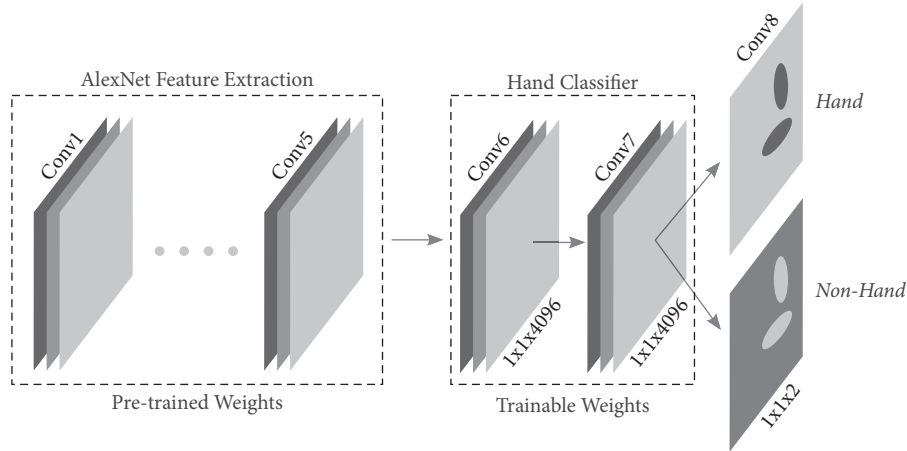 AlexNet Feature Extraction
Conv1
Conv5
Pre-trained Weights
Hand Classifier
Conv6
1x1x4096
Conv7
1x1x4096
Trainable Weights
Conv8
Hand
Non-Hand
1x1x2